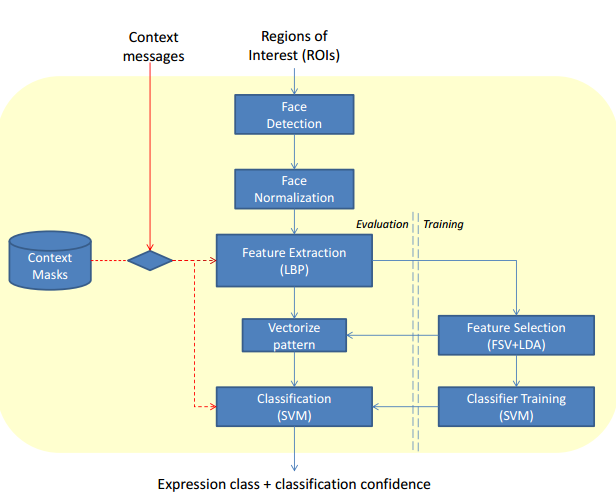 Context
messages
Regions of
Interest (ROIs)
Face
Detection
Face
Normalization
Evaluation
Training
Context
Masks
Feature Extraction
(LBP)
Vectorize
pattern
Feature Selection
(FSV+LDA)
Classification
(SVM)
Classifier Training
(SVM)
Expression class + classification confidence